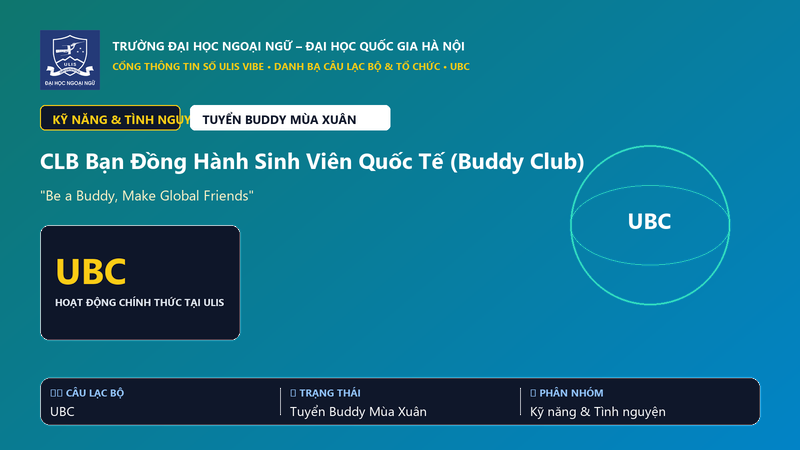 TRƯỜNG ĐẠI HỌC NGOẠI NGỮ – ĐẠI HỌC QUỐC GIA HÀ NỘI
CỔNG THÔNG TIN SỐ ULIS VIBE • DANH BẠ CÂU LẠC BỘ & TỔ CHỨC • UBC
ULIS
ĐẠI HỌC NGOẠI NGỮ
KỸ NĂNG & TÌNH NGUY
TUYỂN BUDDY MÙA XUÂN
CLB Bạn Đồng Hành Sinh Viên Quốc Tế (Buddy Club)
"Be a Buddy, Make Global Friends"
UBC
UBC
HOẠT ĐỘNG CHÍNH THỨC TẠI ULIS
CÂU LẠC BỘ
UBC
TRẠNG THÁI
Tuyển Buddy Mùa Xuân
PHÂN NHÓM
Kỹ năng & Tình nguyện